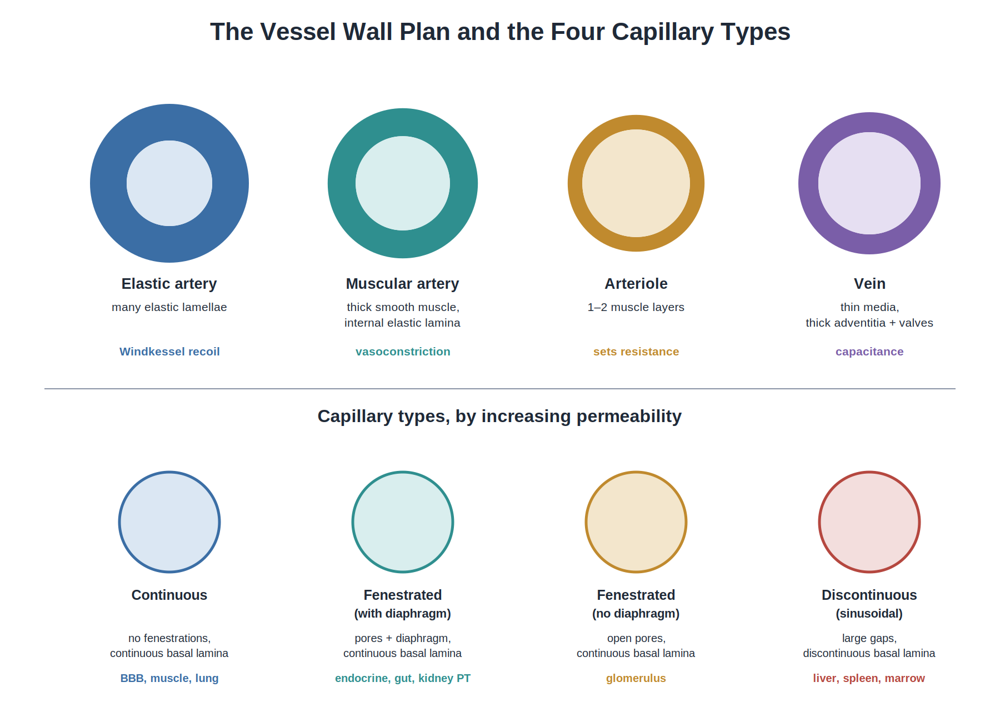 The Vessel Wall Plan and the Four Capillary Types
Elastic artery
many elastic lamellae
Windkessel recoil
Muscular artery
thick smooth muscle,
internal elastic lamina
vasoconstriction
Arteriole
1–2 muscle layers
sets resistance
Vein
thin media,
thick adventitia + valves
capacitance
Capillary types, by increasing permeability
Continuous
no fenestrations,
continuous basal lamina
BBB, muscle, lung
Fenestrated
(with diaphragm)
pores + diaphragm,
continuous basal lamina
endocrine, gut, kidney PT
Fenestrated
(no diaphragm)
open pores,
continuous basal lamina
glomerulus
Discontinuous
(sinusoidal)
large gaps,
discontinuous basal lamina
liver, spleen, marrow